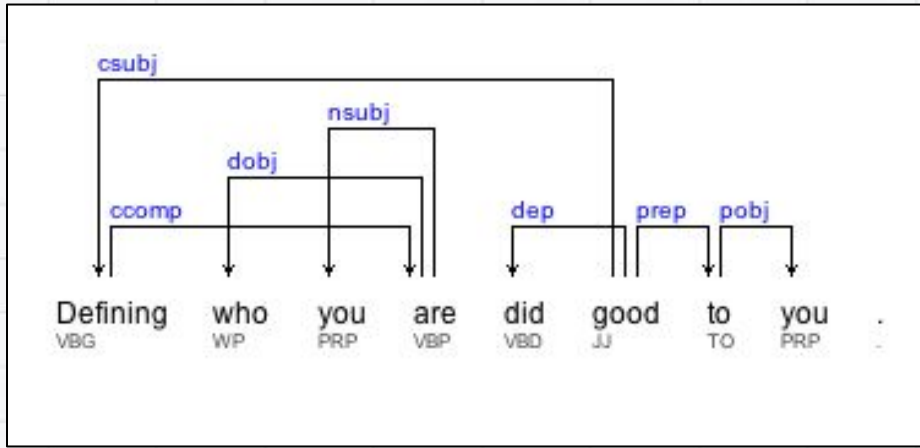 csubj
nsubj
dobj
ccomp dep prep pobj
Defining who you are did good to you .
VBG WP PRP VBP VBD JJ TO PRP .